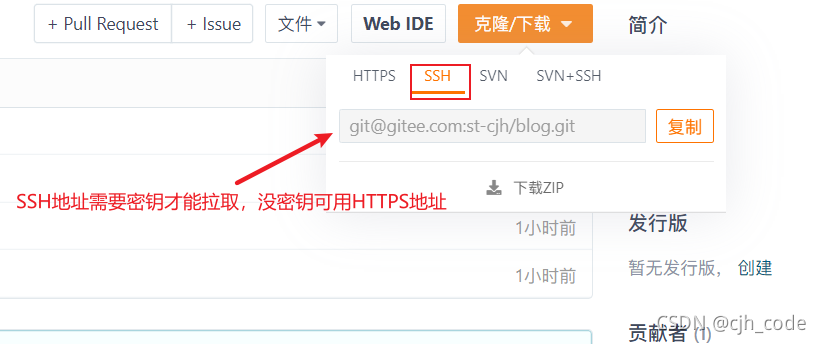 + Pull Request + Issue 文件 Web IDE 克隆/下载 简介
HTTPS SSH SVN SVN+SSH
git@gitee.com:st-cjh/blog.git 复制
下载ZIP
SSH地址需要密钥才能拉取，没密钥可用HTTPS地址
1小时前
发行版
暂无发行版， 创建
1小时前
CSDN @cjh_code
贡献者 (1)